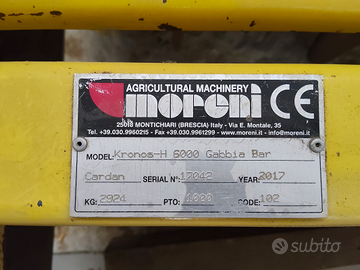 AGRICULTURAL MACHINERY
moreni CE
25018 MONTICHIARI (BRESCIA) Italy - Via E. Montale, 35
Tel. +39.030.9960215 - Fax +39.030.9961299 - www.moreni.it - info@moreni.it
MODEL: Kronos-H 6000 Gabbia Bar
Cardan SERIAL N°: 17042 YEAR: 2017
KG: 2924 PTO: 1000 CODE: 102
subito